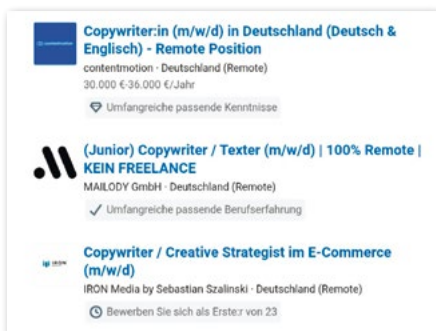 Copywriter:in (m/w/d) in Deutschland (Deutsch &
Englisch) - Remote Position
contentmotion
contentmotion · Deutschland (Remote)
30.000 €-36.000 €/Jahr
Umfangreiche passende Kenntnisse
(Junior) Copywriter / Texter (m/w/d) | 100% Remote |
KEIN FREELANCE
MAILODY GmbH · Deutschland (Remote)
Umfangreiche passende Berufserfahrung
Copywriter / Creative Strategist im E-Commerce
(m/w/d)
IRON
IRON Media by Sebastian Szalinski · Deutschland (Remote)
Bewerben Sie sich als Erste:r von 23